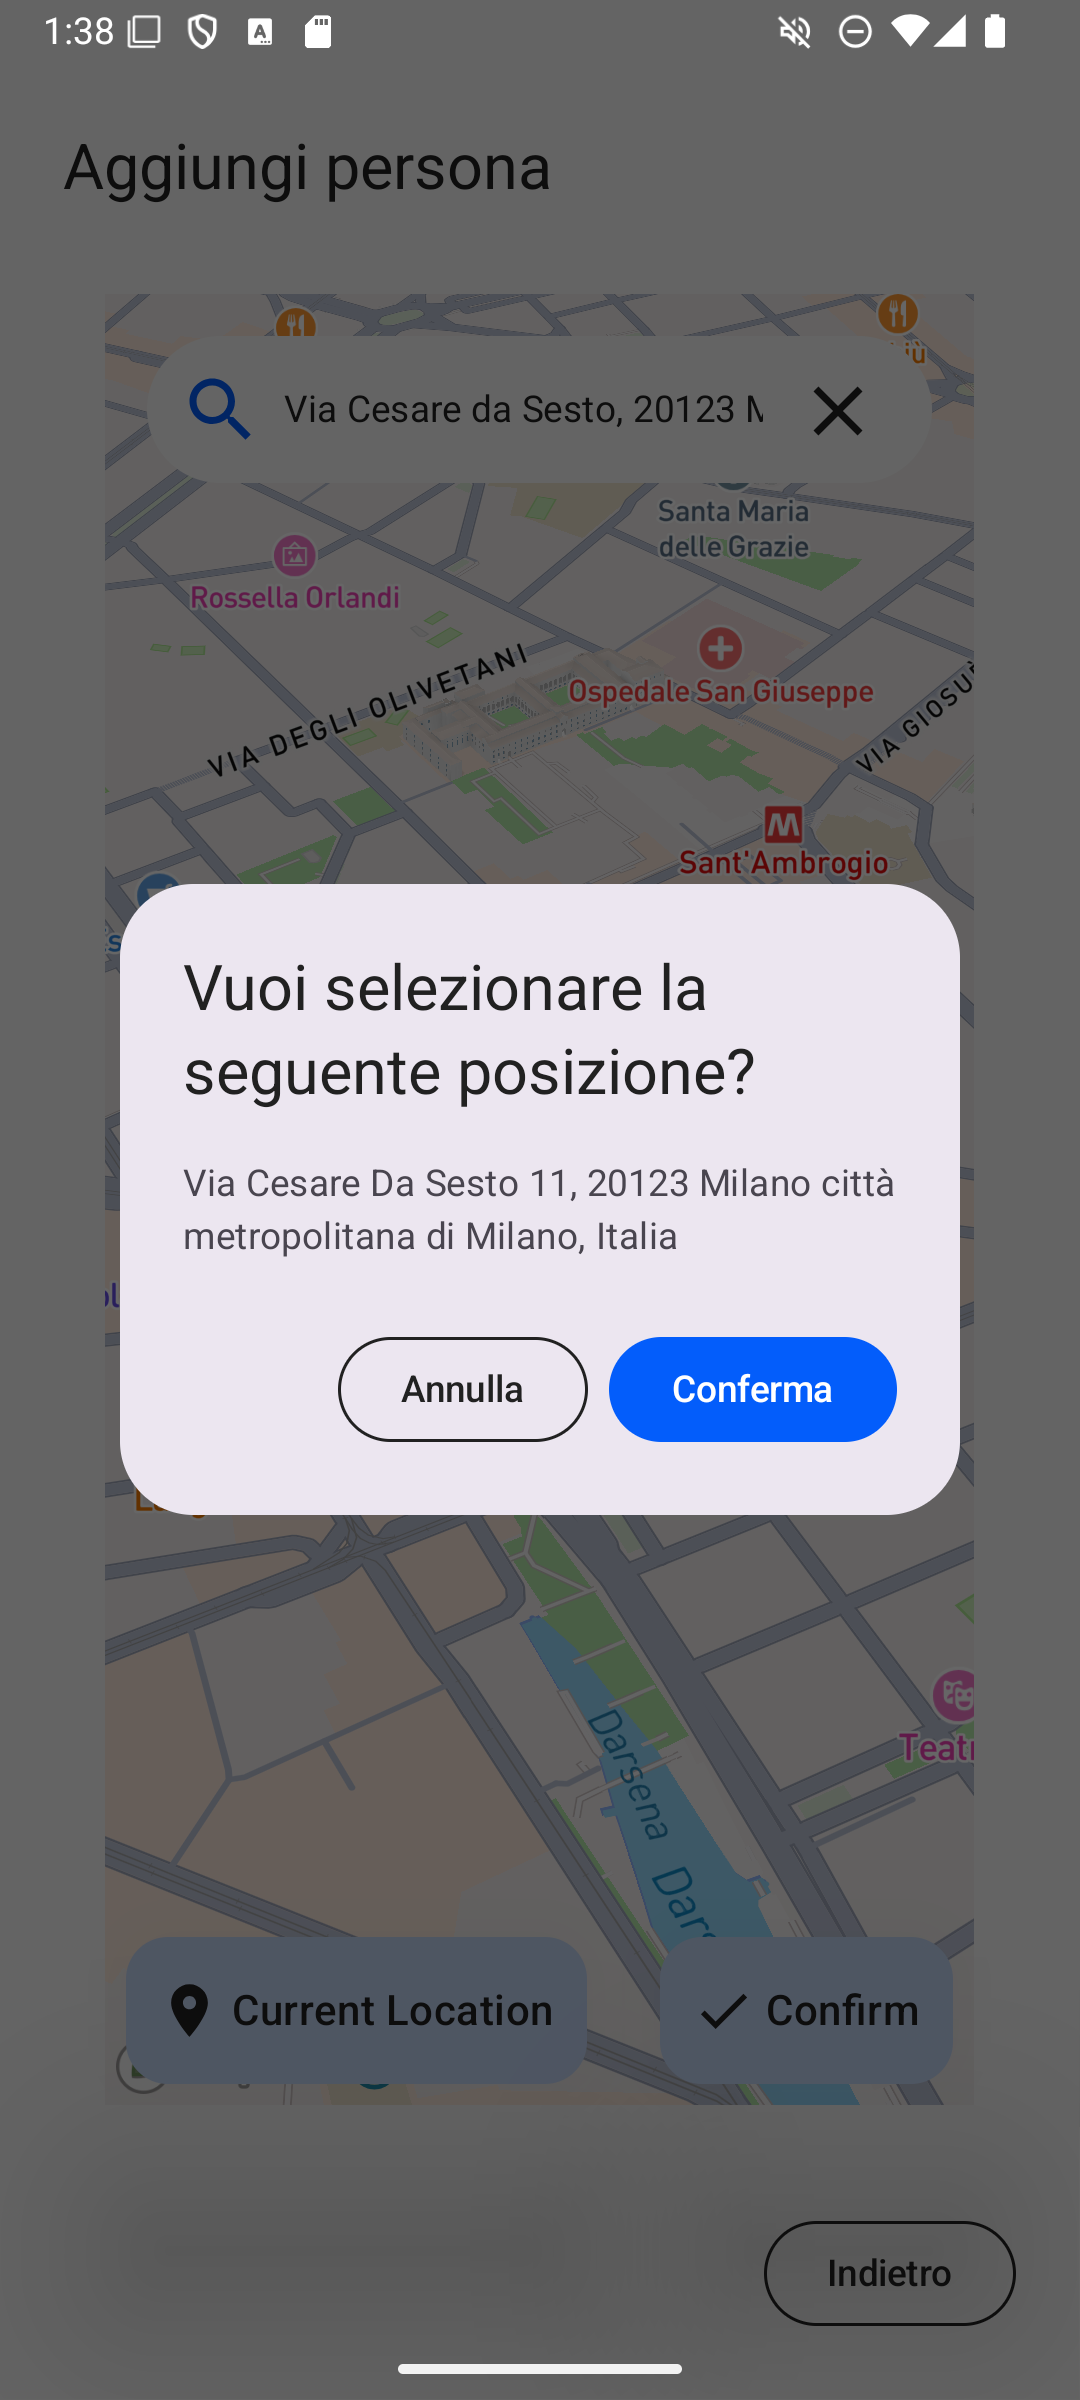 1:38
Aggiungi persona
Via Cesare da Sesto, 20123
Santa Maria
delle Grazie
Rossella Orlandi
VIA DEGLI OLIVETANI
Ospedale San Giuseppe
VIA GIOSUÈ
Sant'Ambrogio
Vuoi selezionare la
seguente posizione?
Via Cesare Da Sesto 11, 20123 Milano città
metropolitana di Milano, Italia
Annulla
Conferma
Darsena
Teatr
Current Location
Confirm
Indietro